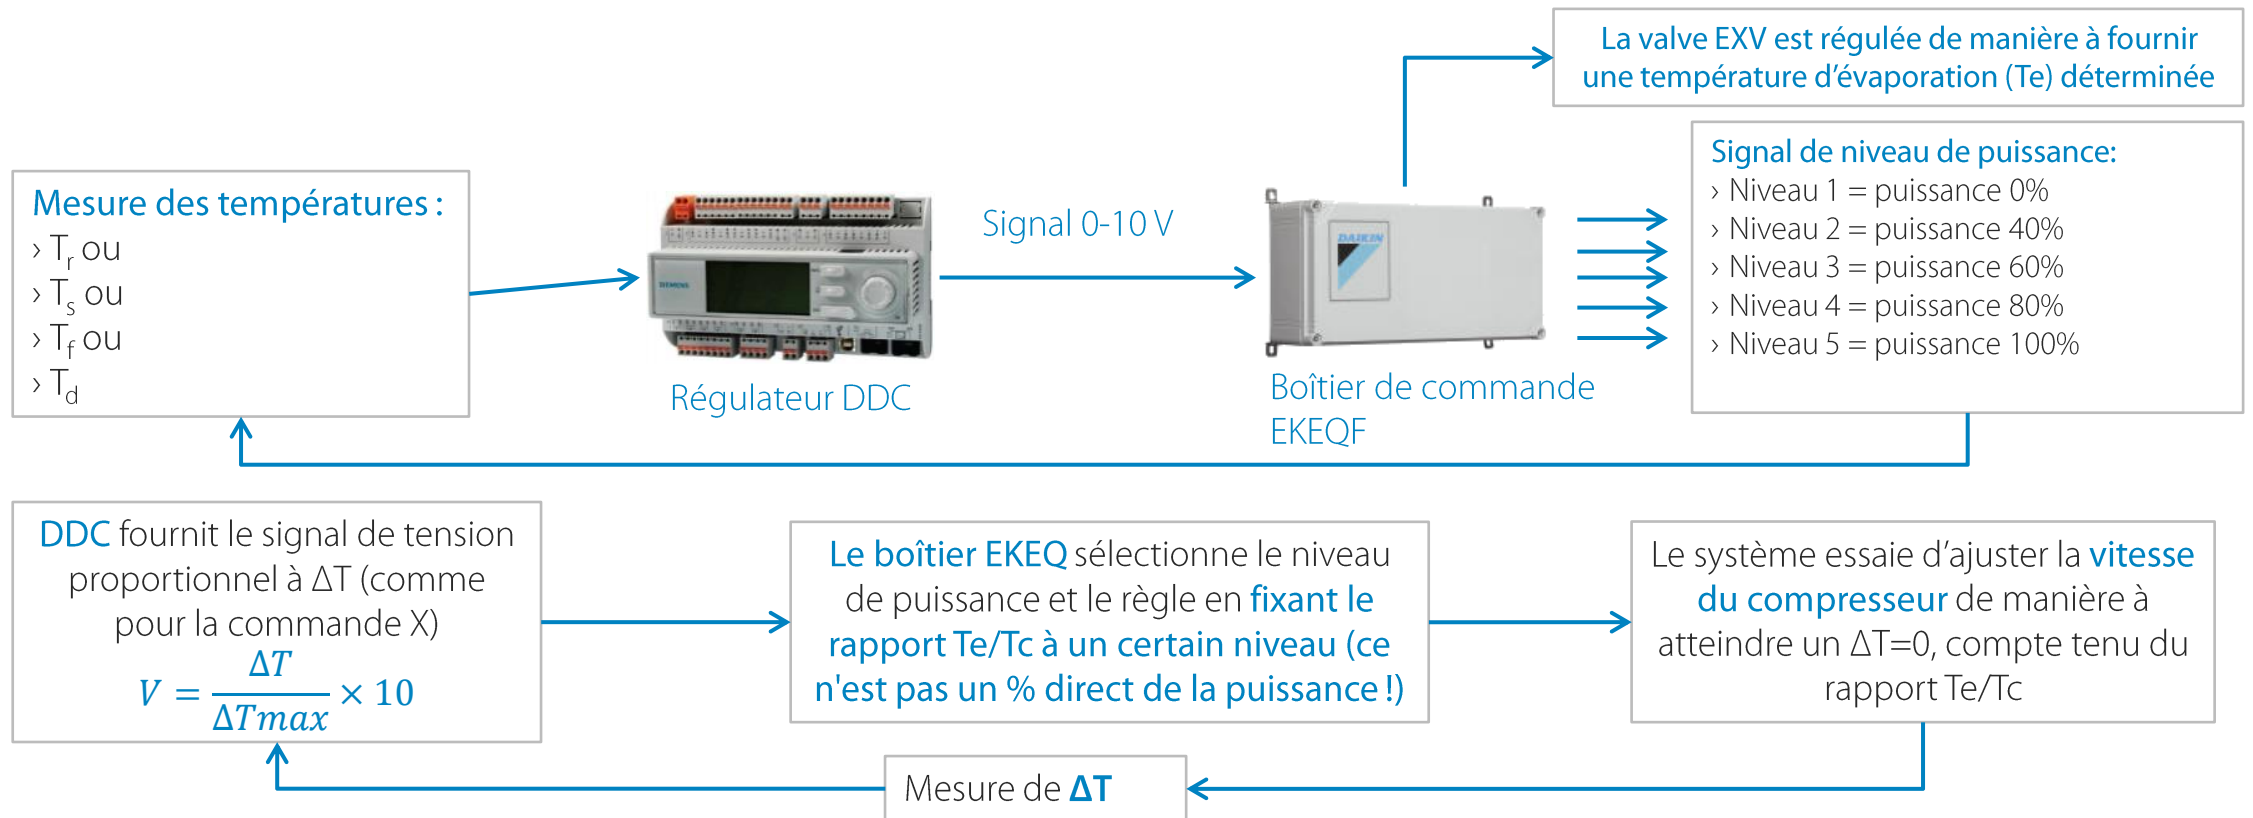 La valve EXV est régulée de manière à fournir
une température d’évaporation (Te) déterminée
Mesure des températures :
› Tr ou
› Ts ou
› Tf ou
› Td
SIEMENS
Régulateur DDC
Signal 0-10 V
DAIKIN
Boîtier de commande
EKEQF
Signal de niveau de puissance:
› Niveau 1 = puissance 0%
› Niveau 2 = puissance 40%
› Niveau 3 = puissance 60%
› Niveau 4 = puissance 80%
› Niveau 5 = puissance 100%
DDC fournit le signal de tension
proportionnel à ΔT (comme
pour la commande X)
V = ΔT / ΔTmax × 10
Le boîtier EKEQ sélectionne le niveau
de puissance et le règle en fixant le
rapport Te/Tc à un certain niveau (ce
n'est pas un % direct de la puissance !)
Le système essaie d’ajuster la vitesse
du compresseur de manière à
atteindre un ΔT=0, compte tenu du
rapport Te/Tc
Mesure de ΔT